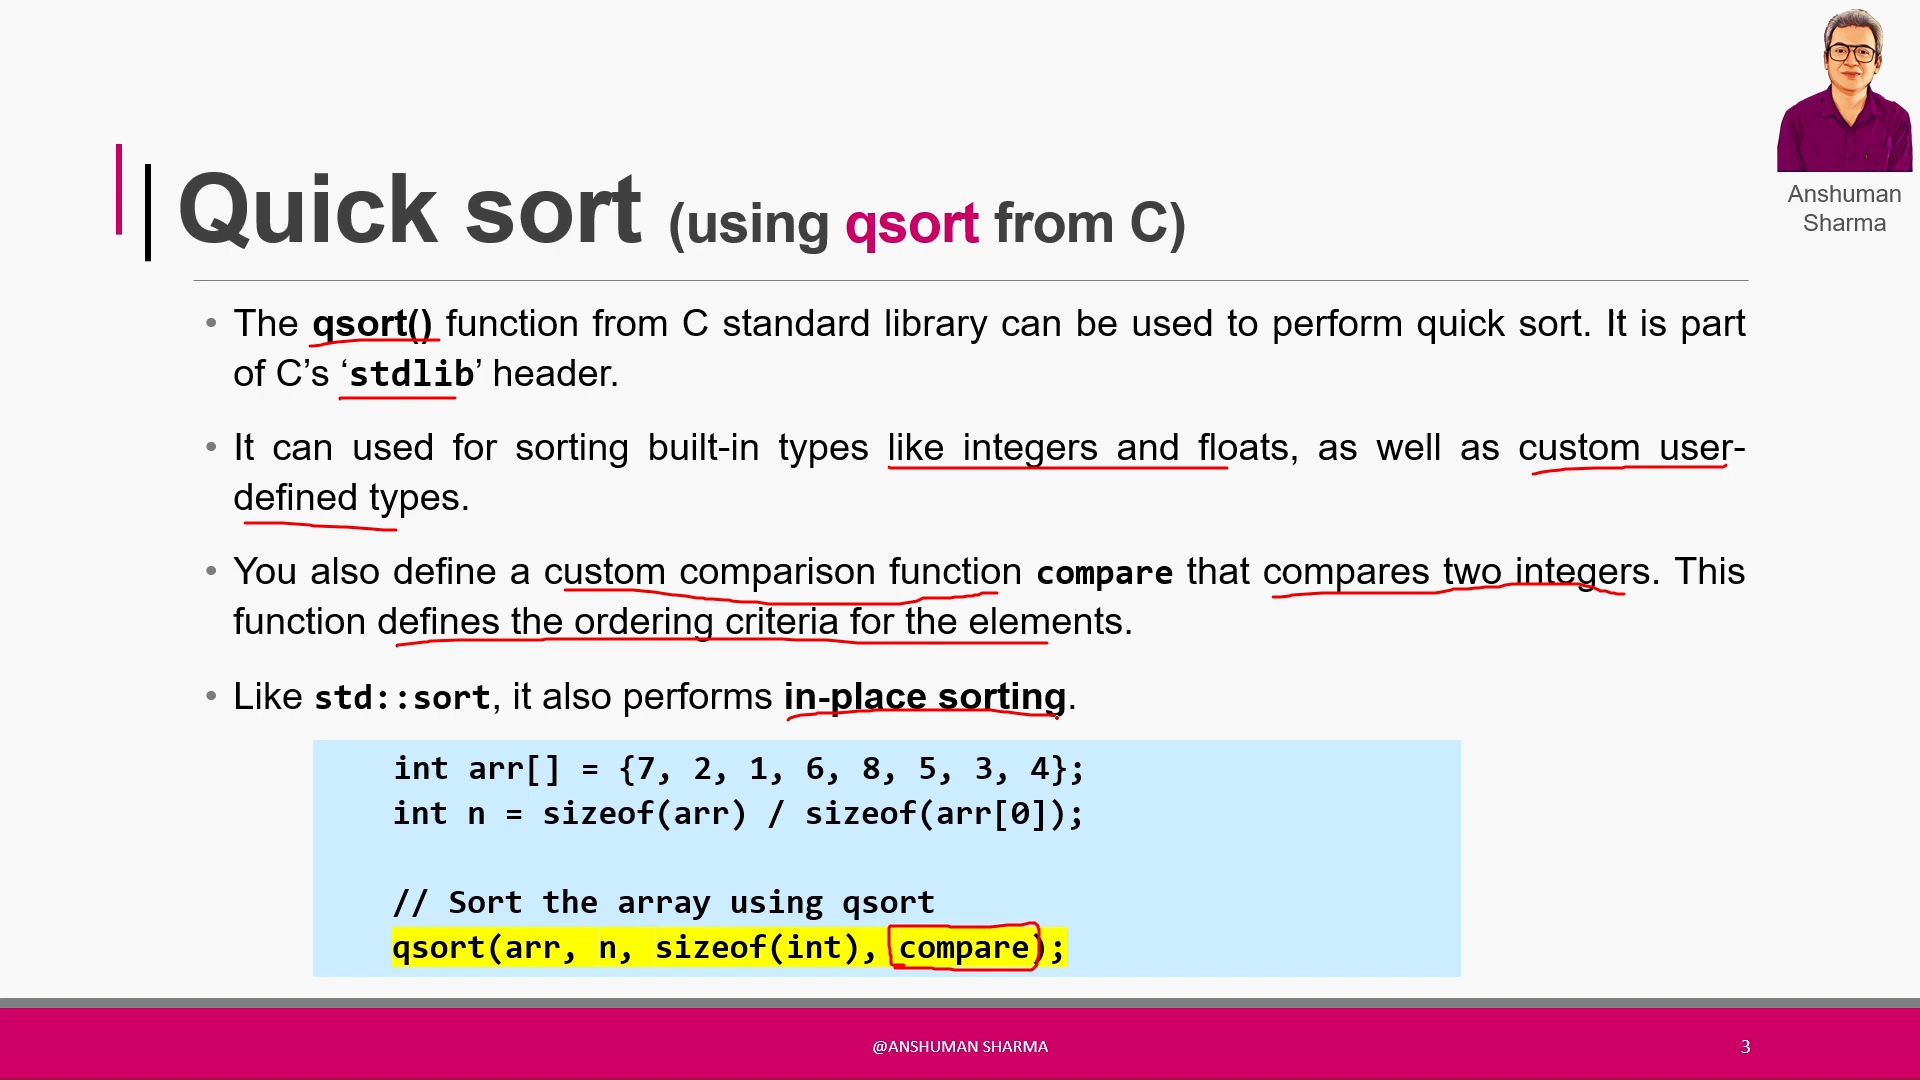 Anshuman
Sharma
Quick sort (using qsort from C)
• The qsort() function from C standard library can be used to perform quick sort. It is part
of C’s ‘stdlib’ header.
• It can used for sorting built-in types like integers and floats, as well as custom user-
defined types.
• You also define a custom comparison function compare that compares two integers. This
function defines the ordering criteria for the elements.
• Like std::sort, it also performs in-place sorting.
int arr[] = {7, 2, 1, 6, 8, 5, 3, 4};
int n = sizeof(arr) / sizeof(arr[0]);
// Sort the array using qsort
qsort(arr, n, sizeof(int), compare);
@ANSHUMAN SHARMA
3